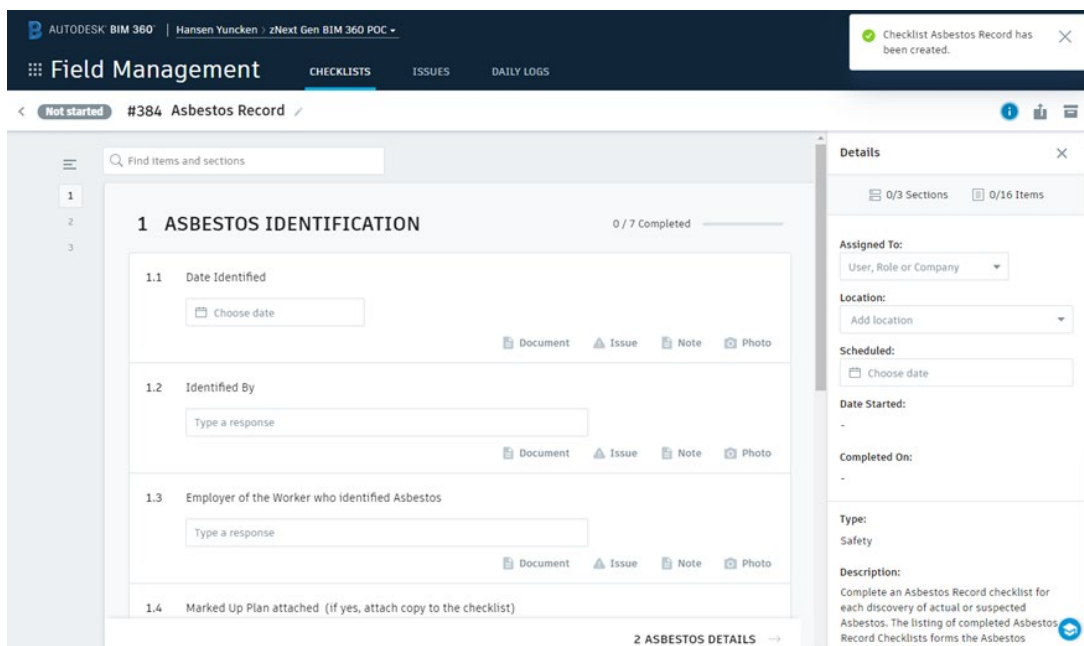 AUTODESK® BIM 360® | Hansen Yuncken > zNext Gen BIM 360 POC
Checklist Asbestos Record has
been created.
Field Management CHECKLISTS ISSUES DAILY LOGS
Not started #384 Asbestos Record
Find items and sections
Details
0/3 Sections 0/16 Items
1
2
3
1 ASBESTOS IDENTIFICATION 0 / 7 Completed
1.1 Date Identified
Choose date
Document Issue Note Photo
1.2 Identified By
Type a response
Document Issue Note Photo
1.3 Employer of the Worker who identified Asbestos
Type a response
Document Issue Note Photo
1.4 Marked Up Plan attached (if yes, attach copy to the checklist)
2 ASBESTOS DETAILS →
Assigned To:
User, Role or Company
Location:
Add location
Scheduled:
Choose date
Date Started:
-
Completed On:
-
Type:
Safety
Description:
Complete an Asbestos Record checklist for
each discovery of actual or suspected
Asbestos. The listing of completed Asbestos
Record Checklists forms the Asbestos